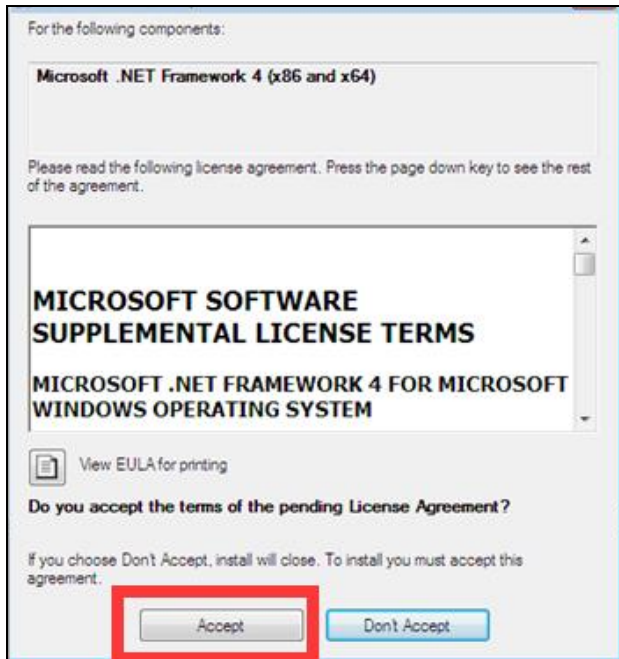 For the following components:
Microsoft .NET Framework 4 (x86 and x64)
Please read the following license agreement. Press the page down key to see the rest
of the agreement.
MICROSOFT SOFTWARE
SUPPLEMENTAL LICENSE TERMS
MICROSOFT .NET FRAMEWORK 4 FOR MICROSOFT
WINDOWS OPERATING SYSTEM
View EULA for printing
Do you accept the terms of the pending License Agreement?
If you choose Don't Accept, install will close. To install you must accept this
agreement.
Accept
Don't Accept